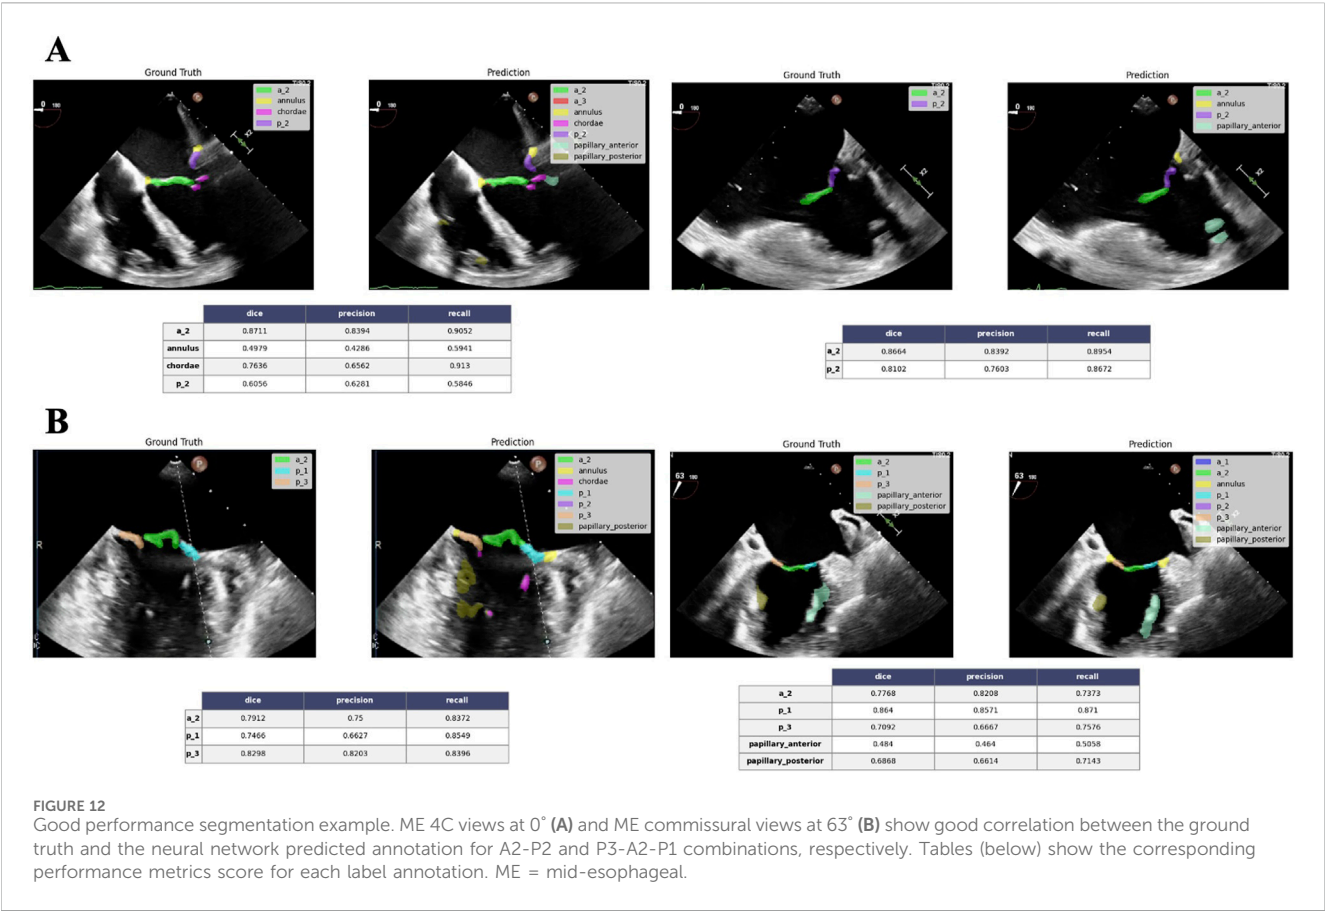 A
Ground Truth
a_2
annulus
chordae
p_2
0 180
Prediction
a_2
a_3
annulus
chordae
p_2
papillary_anterior
papillary_posterior
0 180
Ground Truth
a_2
p_2
0 180
Prediction
a_2
annulus
p_2
papillary_anterior
0 180
dice precision recall
a_2 0.8711 0.8394 0.9052
annulus 0.4979 0.4286 0.5941
chordae 0.7636 0.6562 0.913
p_2 0.6056 0.6281 0.5846
dice precision recall
a_2 0.8664 0.8392 0.8954
p_2 0.8102 0.7603 0.8672
B
Ground Truth
a_2
p_1
p_3
P
R
Prediction
a_2
annulus
chordae
p_1
p_2
p_3
papillary_posterior
P
R
Ground Truth
a_2
p_1
p_3
papillary_anterior
papillary_posterior
63 180
Prediction
a_1
a_2
annulus
p_1
p_2
p_3
papillary_anterior
papillary_posterior
63 180
dice precision recall
a_2 0.7912 0.75 0.8372
p_1 0.7466 0.6627 0.8549
p_3 0.8298 0.8203 0.8396
dice precision recall
a_2 0.7768 0.8208 0.7373
p_1 0.864 0.8571 0.871
p_3 0.7092 0.6667 0.7576
papillary_anterior 0.484 0.464 0.5058
papillary_posterior 0.6868 0.6614 0.7143
FIGURE 12
Good performance segmentation example. ME 4C views at 0° (A) and ME commissural views at 63° (B) show good correlation between the ground
truth and the neural network predicted annotation for A2-P2 and P3-A2-P1 combinations, respectively. Tables (below) show the corresponding
performance metrics score for each label annotation. ME = mid-esophageal.